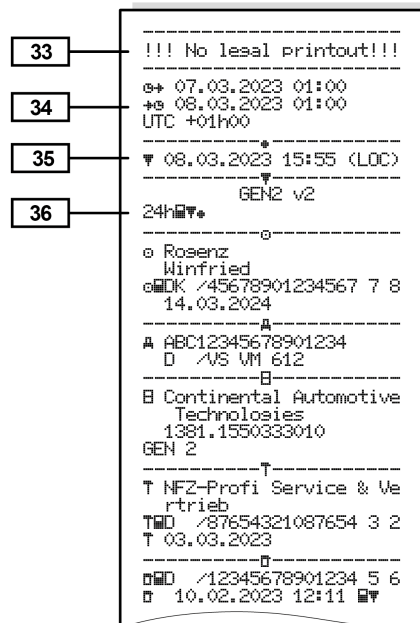 33 !!! No legal printout!!!
07.03.2023 01:00
34 08.03.2023 01:00
UTC +01h00
35 ▼ 08.03.2023 15:55 (LOC)
GEN2 v2
36 24h
Rogenz
Winfried
DK /45678901234567 7 8
14.03.2024
ABC12345678901234
D /VS VM 612
Continental Automotive
Technologies
1381.1550333010
GEN 2
T NFZ-Profi Service & Ve
rtrieb
TD /87654321087654 3 2
T 03.03.2023
D /12345678901234 5 6
10.02.2023 12:11